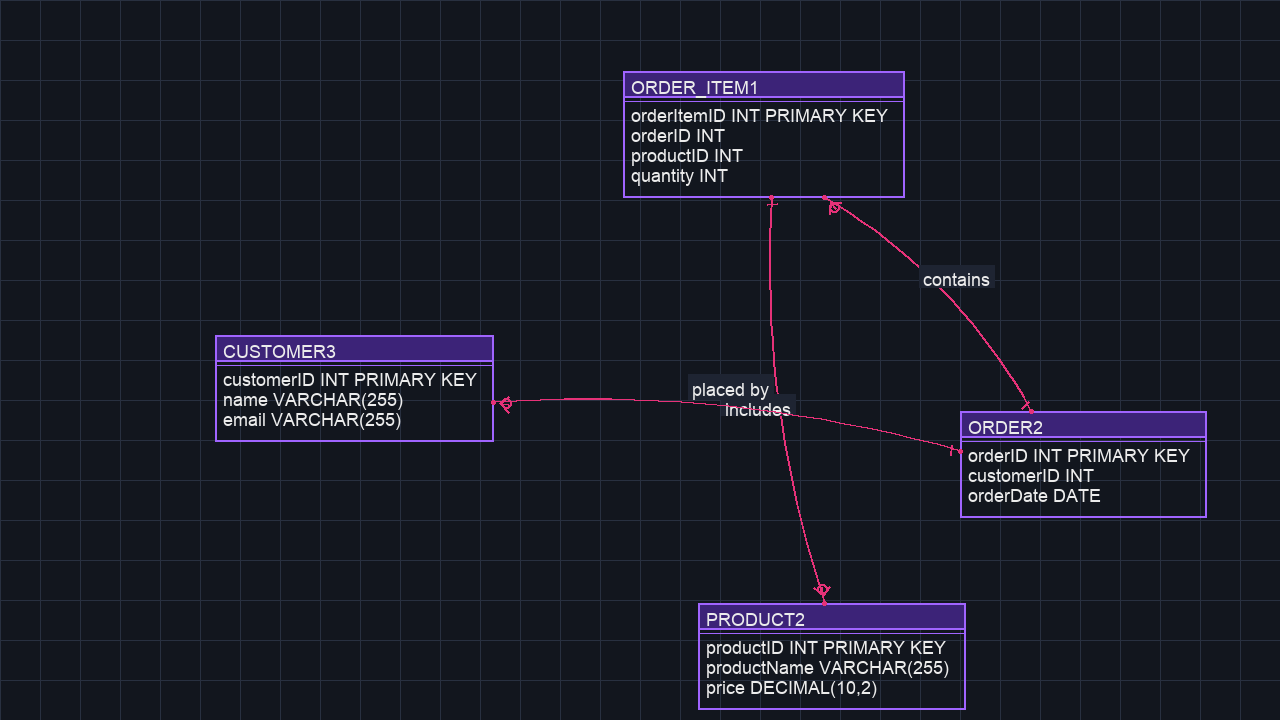 ORDER_ITEM1
orderItemID INT PRIMARY KEY
orderID INT
productID INT
quantity INT
contains
CUSTOMER3
customerID INT PRIMARY KEY
name VARCHAR(255)
email VARCHAR(255)
placed by
Includes
ORDER2
orderID INT PRIMARY KEY
customerID INT
orderDate DATE
PRODUCT2
productID INT PRIMARY KEY
productName VARCHAR(255)
price DECIMAL(10,2)